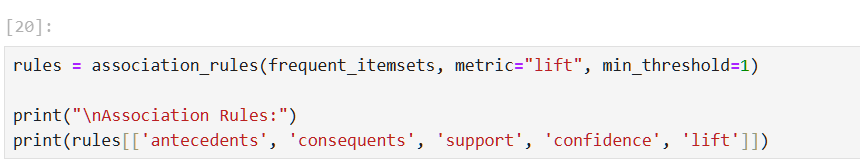 [20]:
rules = association_rules(frequent_itemsets, metric="lift", min_threshold=1)
print("\nAssociation Rules:")
print(rules[['antecedents', 'consequents', 'support', 'confidence', 'lift']])